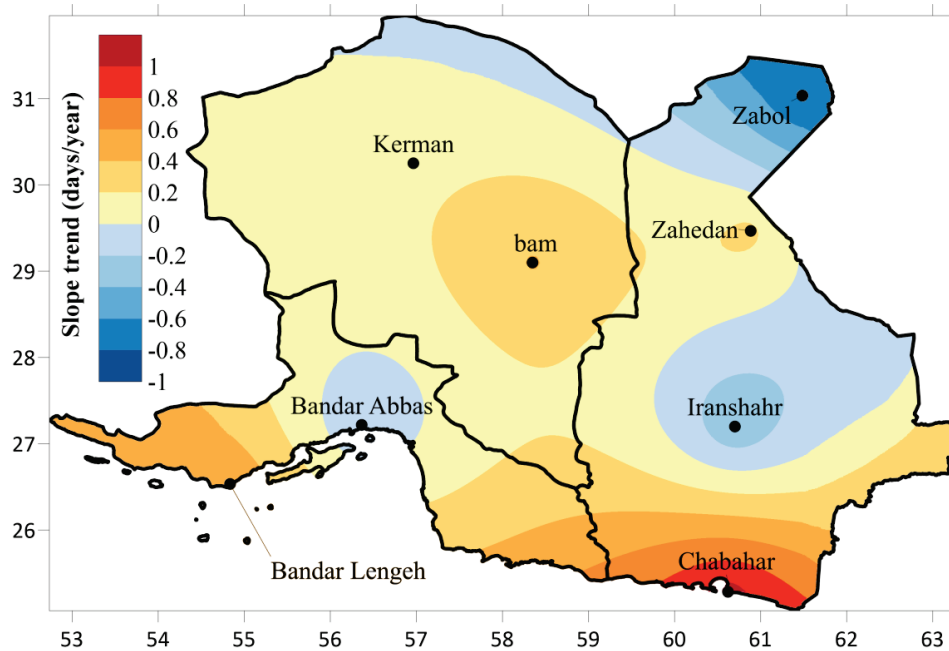 Slope trend (days/year)
1
0.8
0.6
0.4
0.2
0
-0.2
-0.4
-0.6
-0.8
-1
31
30
29
28
27
26
Zabol
Kerman
Zahedan
bam
Bandar Abbas
Iranshahr
Chabahar
Bandar Lengeh
53 54 55 56 57 58 59 60 61 62 63